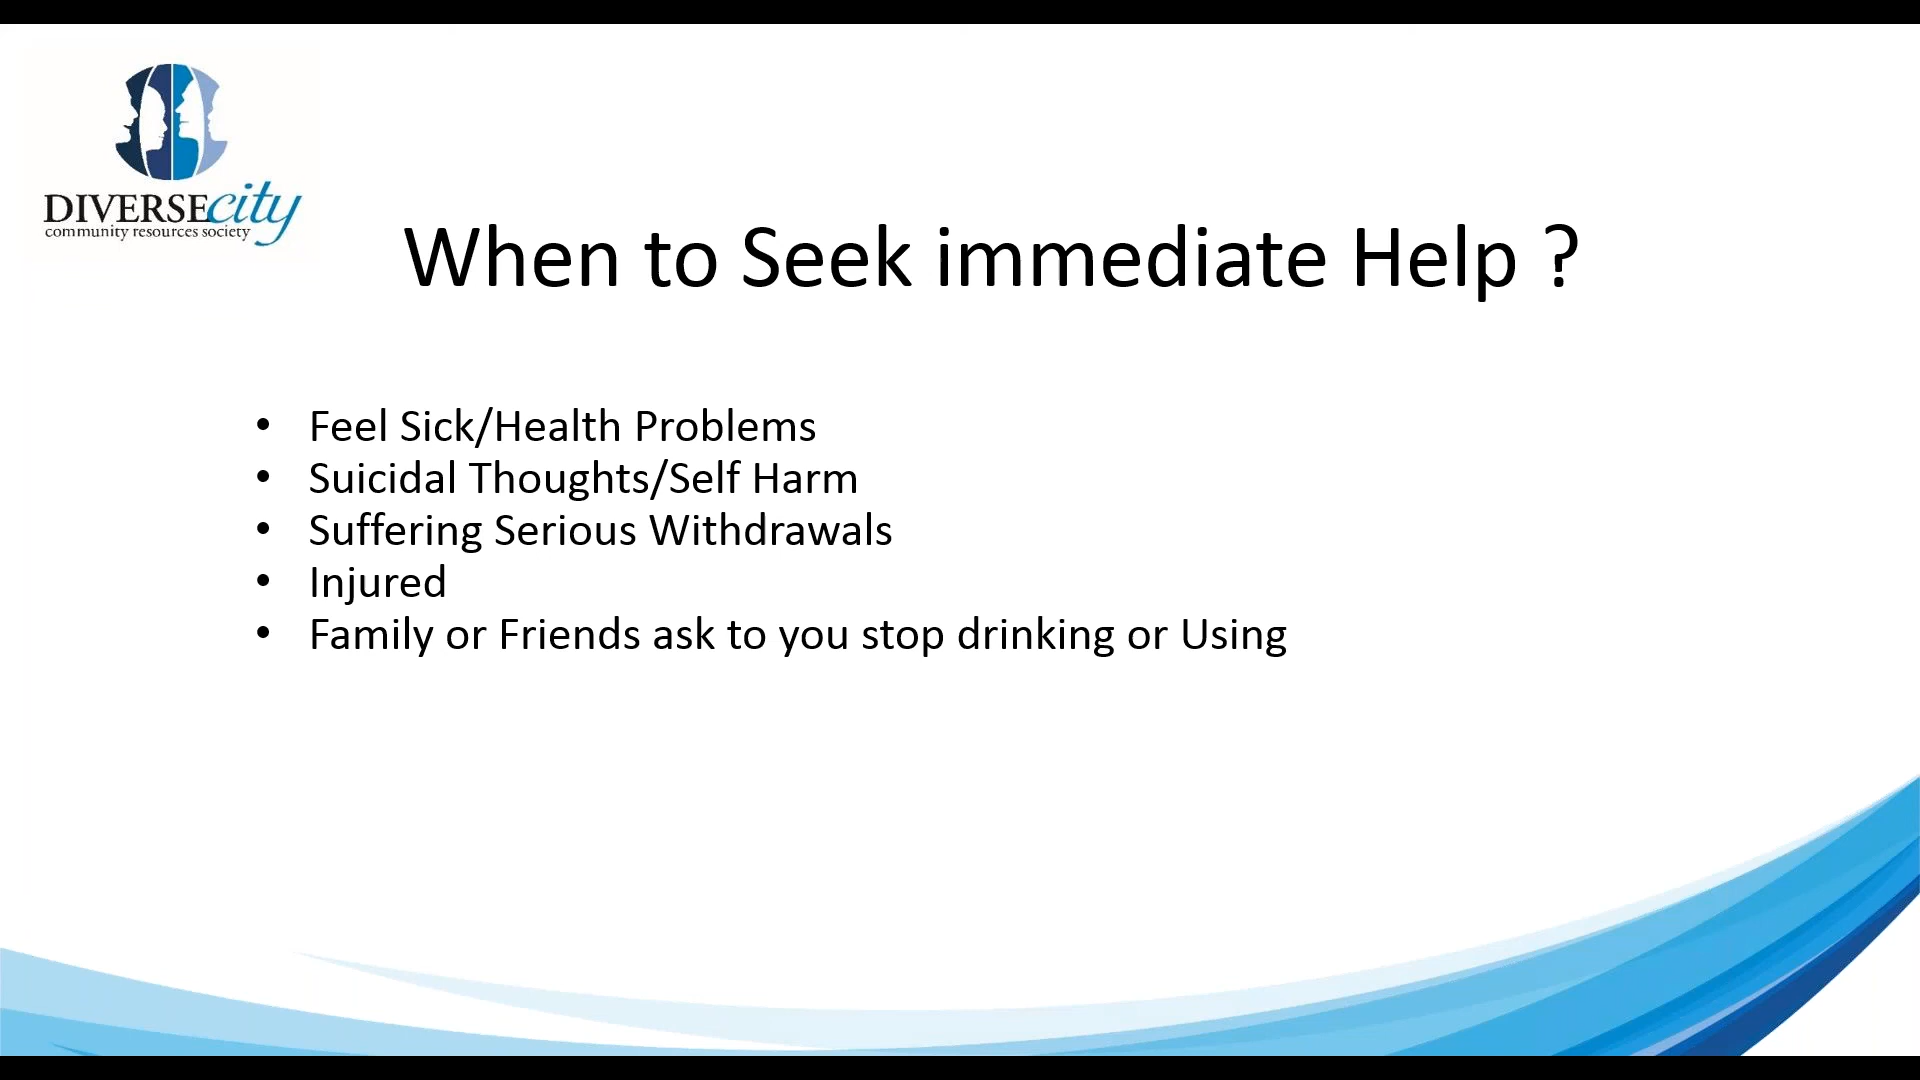 DIVERSEcity
community resources society
When to Seek immediate Help ?
• Feel Sick/Health Problems
• Suicidal Thoughts/Self Harm
• Suffering Serious Withdrawals
• Injured
• Family or Friends ask to you stop drinking or Using